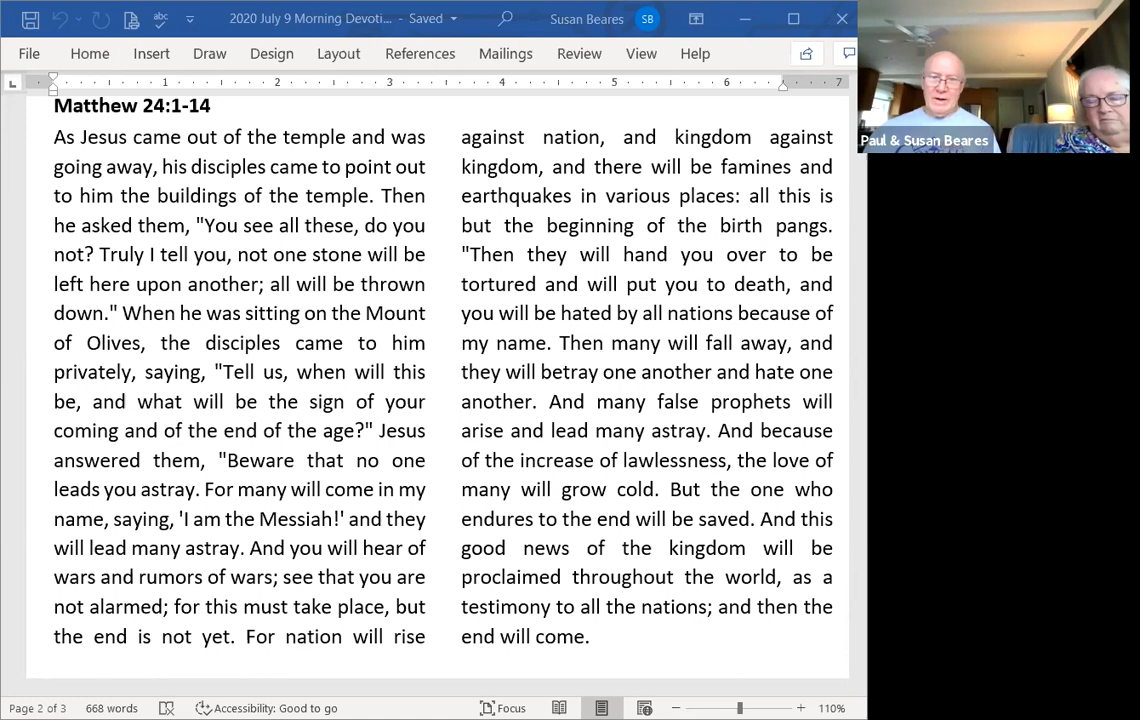 2020 July 9 Morning Devoti... - Saved
Susan Beares SB
File Home Insert Draw Design Layout References Mailings Review View Help
1 2 3 4 5 6 7
Matthew 24:1-14
As Jesus came out of the temple and was
going away, his disciples came to point out
to him the buildings of the temple. Then
he asked them, "You see all these, do you
not? Truly I tell you, not one stone will be
left here upon another; all will be thrown
down." When he was sitting on the Mount
of Olives, the disciples came to him
privately, saying, "Tell us, when will this
be, and what will be the sign of your
coming and of the end of the age?" Jesus
answered them, "Beware that no one
leads you astray. For many will come in my
name, saying, 'I am the Messiah!' and they
will lead many astray. And you will hear of
wars and rumors of wars; see that you are
not alarmed; for this must take place, but
the end is not yet. For nation will rise
against nation, and kingdom against
kingdom, and there will be famines and
earthquakes in various places: all this is
but the beginning of the birth pangs.
"Then they will hand you over to be
tortured and will put you to death, and
you will be hated by all nations because of
my name. Then many will fall away, and
they will betray one another and hate one
another. And many false prophets will
arise and lead many astray. And because
of the increase of lawlessness, the love of
many will grow cold. But the one who
endures to the end will be saved. And this
good news of the kingdom will be
proclaimed throughout the world, as a
testimony to all the nations; and then the
end will come.
Paul & Susan Beares
Page 2 of 3 668 words Accessibility: Good to go Focus 110%